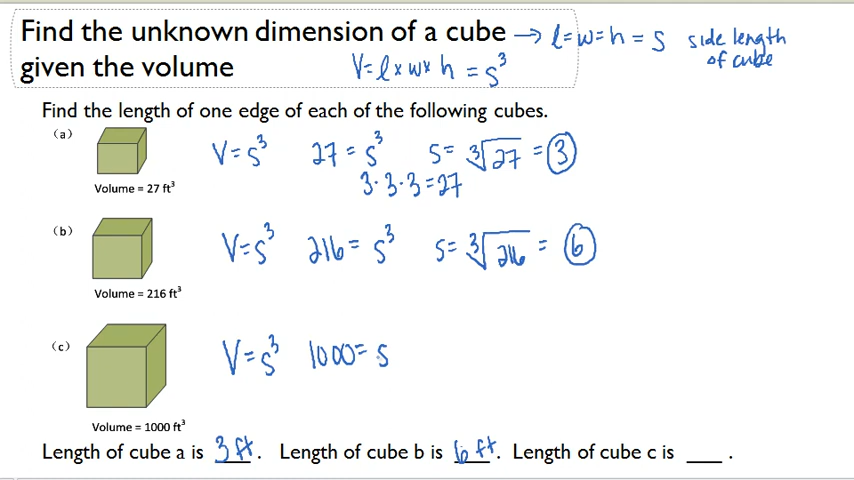 Find the unknown dimension of a cube → l=w=h = s side length
given the volume V= l × w × h = s³ of cube
Find the length of one edge of each of the following cubes.
(a) V = s³ 27 = s³ s = ∛27 = 3
Volume = 27 ft³ 3·3·3=27
(b) V = s³ 216 = s³ s = ∛216 = 6
Volume = 216 ft³
(c) V = s³ 1000 = s
Volume = 1000 ft³
Length of cube a is 3 ft. Length of cube b is 6 ft. Length of cube c is ___ .